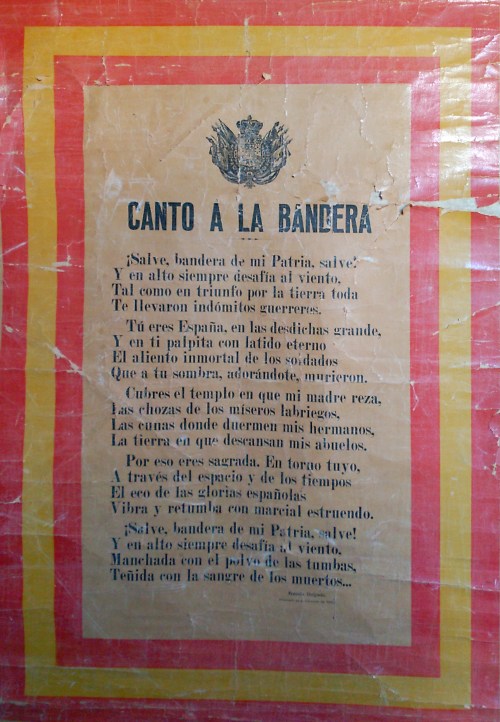 CANTO A LA BANDERA
¡Salve, bandera de mi Patria, salve!
Y en alto siempre desafía al viento,
Tal como en triunfo por la tierra toda
Te llevaron indómitos guerreros.
Tú eres España, en las desdichas grande,
Y en ti palpita con latido eterno
El aliento inmortal de los soldados
Que a tu sombra, adorándote, murieron.
Cubres el templo en que mi madre reza,
Las chozas de los míseros labriegos,
Las cunas donde duermen mis hermanos,
La tierra en que descansan mis abuelos.
Por eso eres sagrada. En torno tuyo,
A través del espacio y de los tiempos
El eco de las glorias españolas
Vibra y retumba con marcial estruendo.
¡Salve, bandera de mi Patria, salve!
Y en alto siempre desafía al viento,
Manchada con el polvo de las tumbas,
Teñida con la sangre de los muertos...